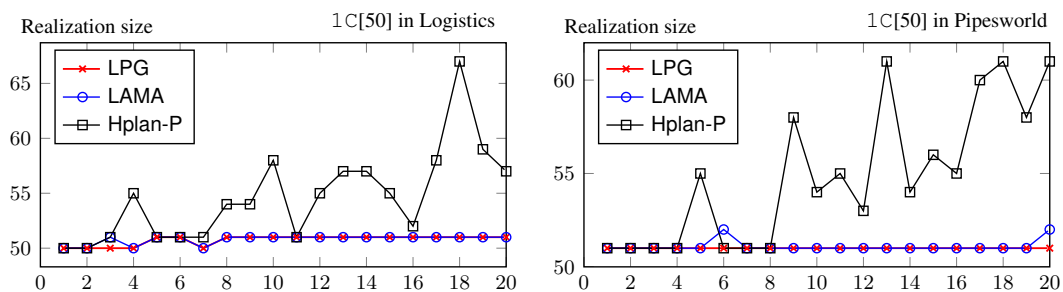 Realization size 1C[50] in Logistics
LPG
LAMA
Hplan-P
65
60
55
50
0 2 4 6 8 10 12 14 16 18 20
Realization size 1C[50] in Pipesworld
LPG
LAMA
Hplan-P
60
55
50
0 2 4 6 8 10 12 14 16 18 20